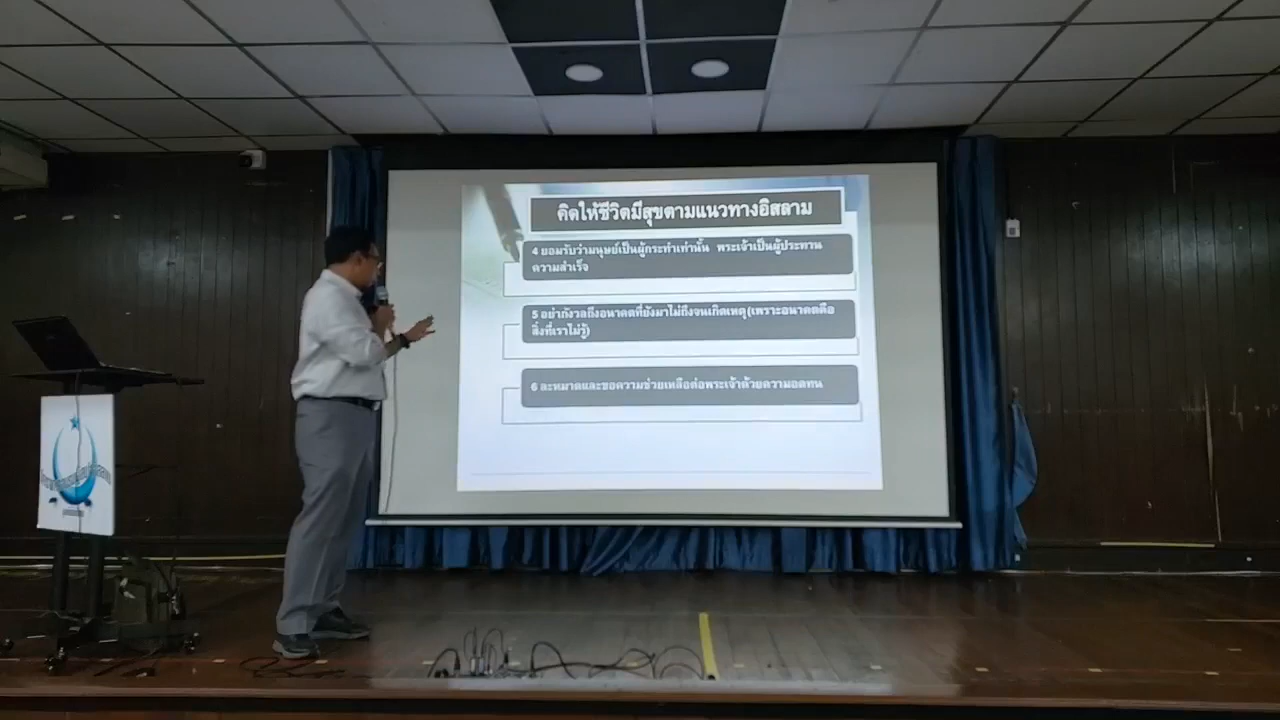 คิดให้ชีวิตมีสุขตามแนวทางอิสลาม
4 ยอมรับว่ามนุษย์เป็นผู้กระทำเท่านั้น พระเจ้าเป็นผู้ประทาน
ความสำเร็จ
5 อย่ากังวลถึงอนาคตที่ยังมาไม่ถึงจนเกิดเหตุ(เพราะอนาคตคือ
สิ่งที่เราไม่รู้)
6 ละหมาดและขอความช่วยเหลือต่อพระเจ้าด้วยความอดทน